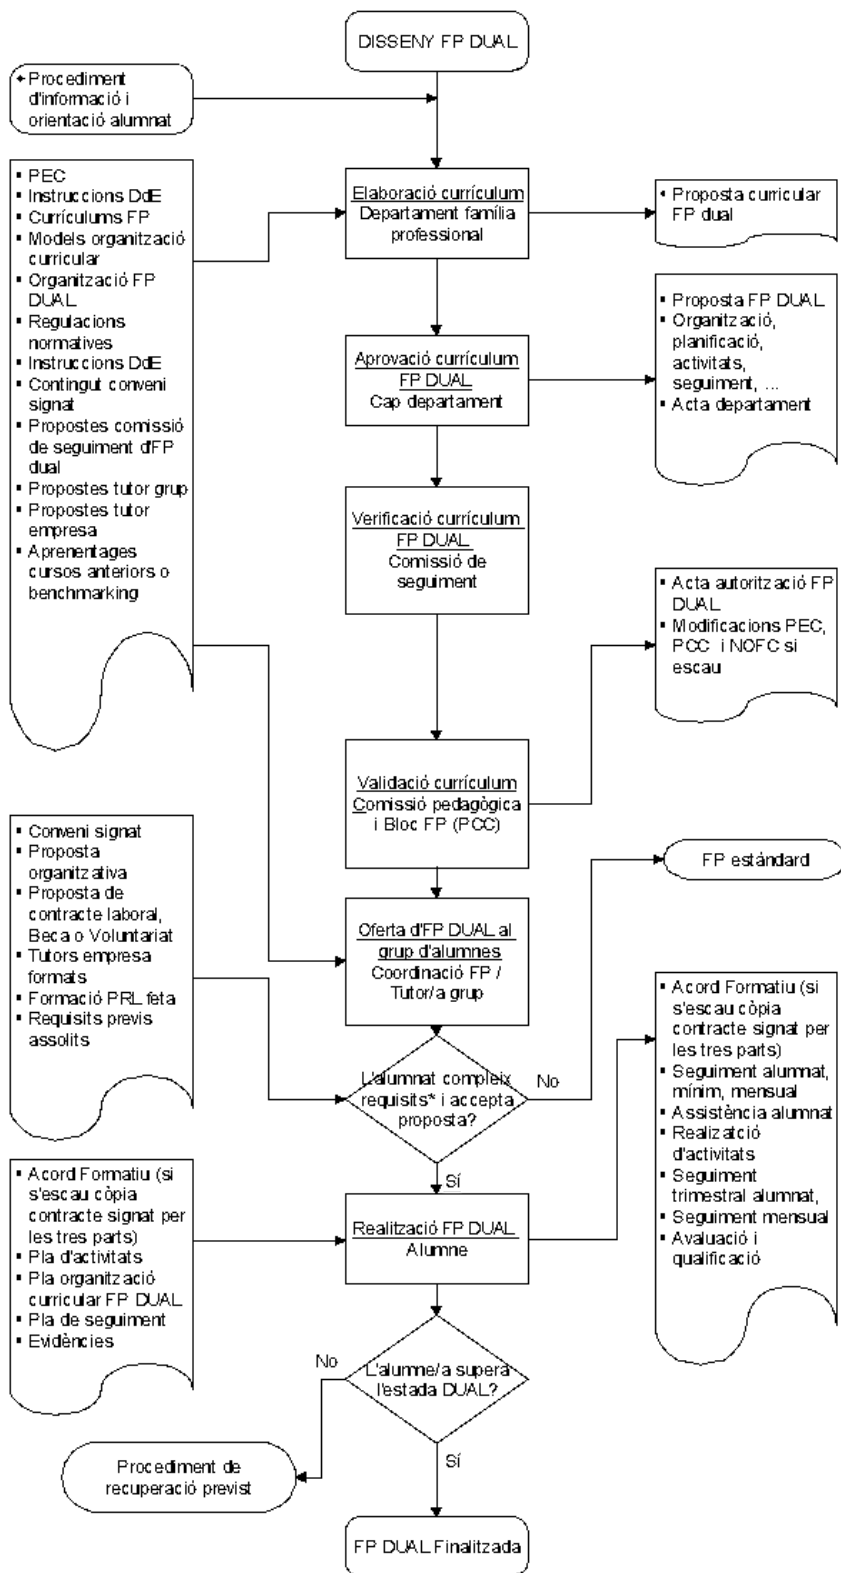 DISSENY FP DUAL
Procediment
d'informació i
orientació alumnat
▪ PEC
▪ Instruccions DdE
▪ Currículums FP
▪ Models organització
curricular
▪ Organització FP
DUAL
▪ Regulacions
normatives
▪ Instruccions DdE
▪ Contingut conveni
signat
▪ Propostes comissió
de seguiment d'FP
dual
▪ Propostes tutor grup
▪ Propostes tutor
empresa
▪ Aprenentages
cursos anteriors o
benchmarking
Elaboració currículum
Departament família
professional
▪ Proposta curricular
FP dual
Aprovació currículum
FP DUAL
Cap departament
▪ Proposta FP DUAL
▪ Organització,
planificació,
activitats,
seguiment, ...
▪ Acta departament
Verificació currículum
FP DUAL
Comissió de
seguiment
▪ Acta autorització FP
DUAL
▪ Modificacions PEC,
PCC i NOFC si
escau
Validació currículum
Comissió pedagògica
i Bloc FP (PCC)
▪ Conveni signat
▪ Proposta
organitzativa
▪ Proposta de
contracte laboral,
Beca o Voluntariat
▪ Tutors empresa
formats
▪ Formació PRL feta
▪ Requisits previs
assolits
FP estàndard
Oferta d'FP DUAL al
grup d'alumnes
Coordinació FP /
Tutor/a grup
L'alumnat compleix
requisits* i accepta
proposta?
No
Sí
▪ Acord Formatiu (si
s'escau còpia
contracte signat per
les tres parts)
▪ Seguiment alumnat,
mínim, mensual
▪ Assistència alumnat
▪ Realizatció
d'activitats
▪ Seguiment
trimestral alumnat,
▪ Seguiment mensual
▪ Avaluació i
qualificació
▪ Acord Formatiu (si
s'escau còpia
contracte signat per
les tres parts)
▪ Pla d'activitats
▪ Pla organització
curricular FP DUAL
▪ Pla de seguiment
▪ Evidències
Realització FP DUAL
Alumne
L'alumne/a supera
l'estada DUAL?
No
Sí
Procediment de
recuperació previst
FP DUAL Finalitzada